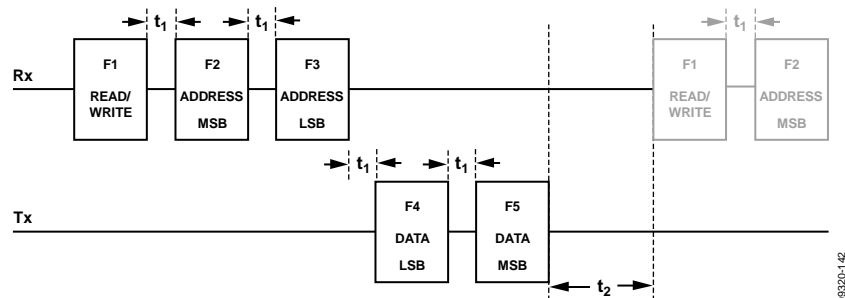 t1 t1 t1
F1 F2 F3 F1 F2
Rx
READ/ ADDRESS ADDRESS READ/ ADDRESS
WRITE MSB LSB WRITE MSB
t1 t1
F4 F5
Tx
DATA DATA
LSB MSB
t2
09320-142